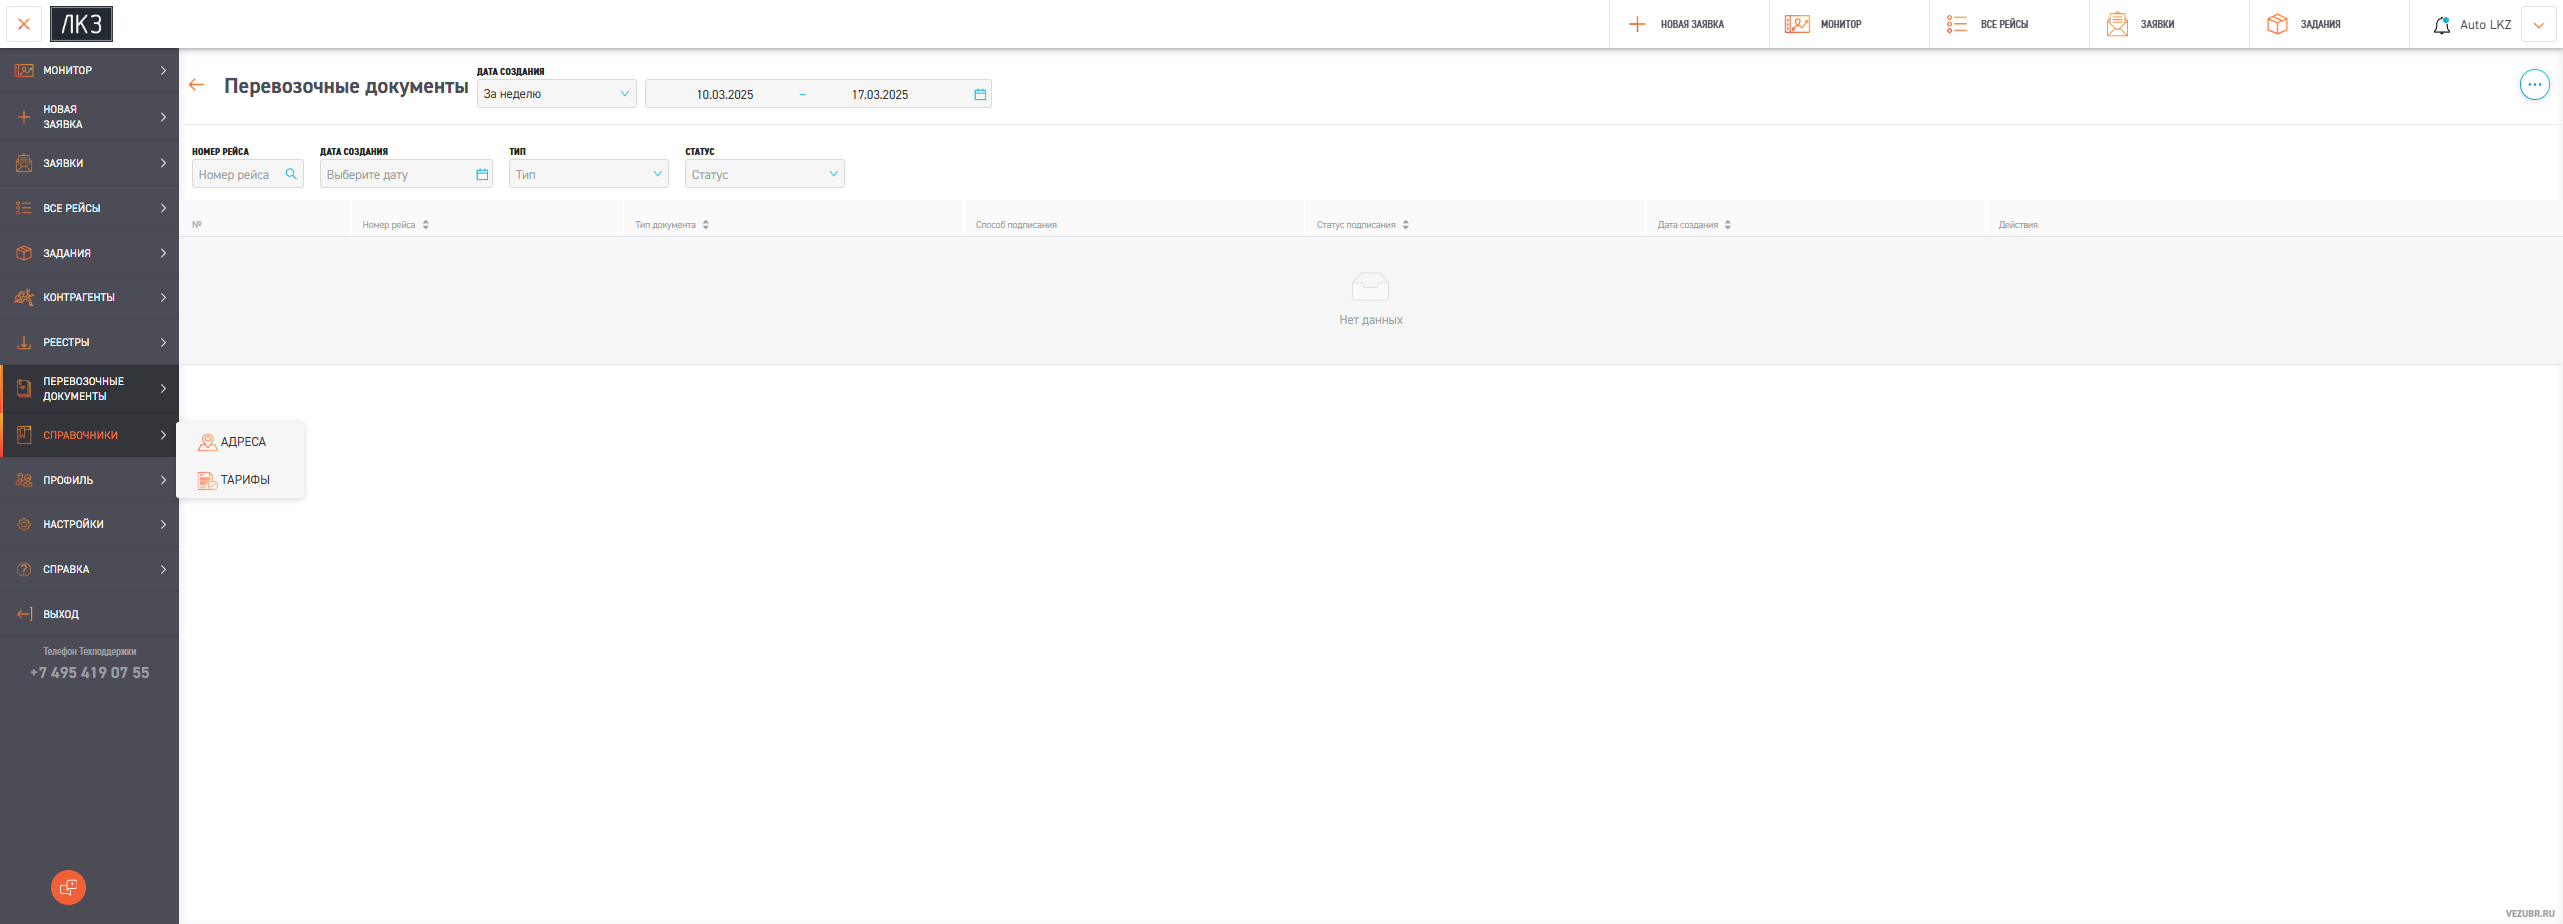 ЛКЗ
НОВАЯ ЗАЯВКА
МОНИТОР
ВСЕ РЕЙСЫ
ЗАЯВКИ
ЗАДАНИЯ
Auto LKZ
МОНИТОР
НОВАЯ
ЗАЯВКА
ЗАЯВКИ
ВСЕ РЕЙСЫ
ЗАДАНИЯ
КОНТРАГЕНТЫ
РЕЕСТРЫ
ПЕРЕВОЗОЧНЫЕ
ДОКУМЕНТЫ
СПРАВОЧНИКИ
АДРЕСА
ТАРИФЫ
ПРОФИЛЬ
НАСТРОЙКИ
СПРАВКА
ВЫХОД
Телефон Техподдержки
+7 495 419 07 55
Перевозочные документы
ДАТА СОЗДАНИЯ
За неделю
10.03.2025 ~ 17.03.2025
НОМЕР РЕЙСА ДАТА СОЗДАНИЯ ТИП СТАТУС
Номер рейса Выберите дату Тип Статус
№ Номер рейса Тип документа Способ подписания Статус подписания Дата создания Действия
Нет данных
VEZUBR.RU